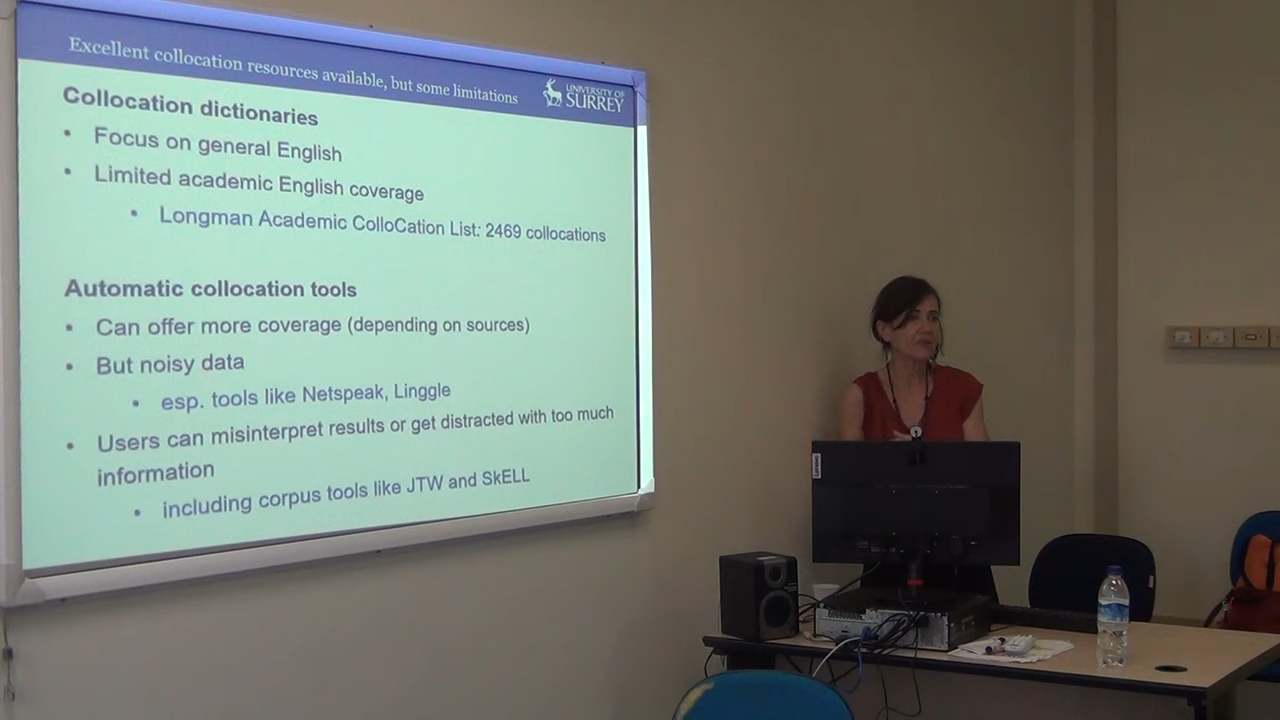 Excellent collocation resources available, but some limitations
UNIVERSITY OF
SURREY
Collocation dictionaries
• Focus on general English
• Limited academic English coverage
• Longman Academic ColloCation List: 2469 collocations
Automatic collocation tools
• Can offer more coverage (depending on sources)
• But noisy data
• esp. tools like Netspeak, Linggle
• Users can misinterpret results or get distracted with too much
information
• including corpus tools like JTW and SkELL
Lenovo